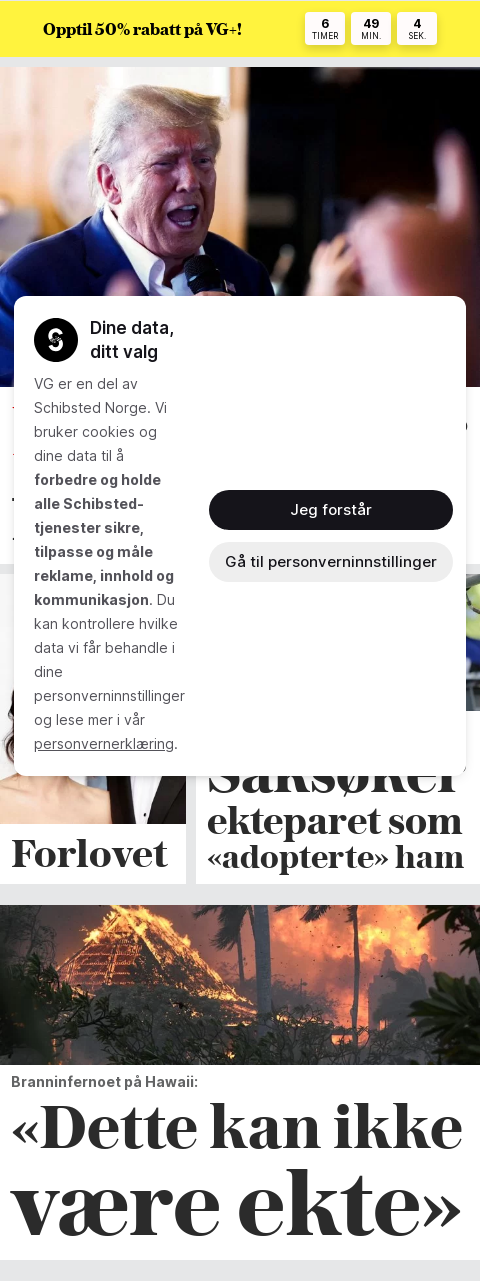 Opptil 50% rabatt på VG+!
6
TIMER
49
MIN.
4
SEK.
Dine data,
ditt valg
VG er en del av
Schibsted Norge. Vi
bruker cookies og
dine data til å
forbedre og holde
alle Schibsted-
tjenester sikre,
tilpasse og måle
reklame, innhold og
kommunikasjon. Du
kan kontrollere hvilke
data vi får behandle i
dine
personverninnstillinger
og lese mer i vår
personvernerklæring.
Jeg forstår
Gå til personverninnstillinger
Forlovet
Saksøker
ekteparet som
«adopterte» ham
Branninfernoet på Hawaii:
«Dette kan ikke
være ekte»